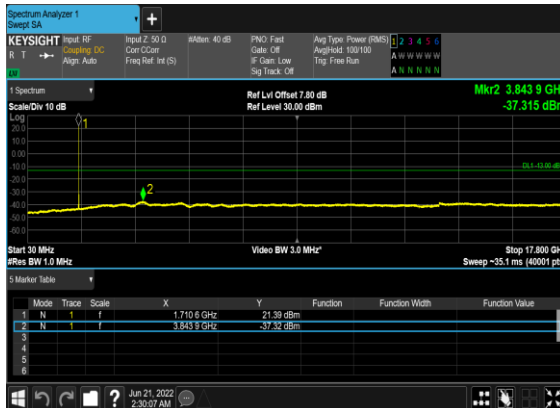 Spectrum Analyzer 1
Swept SA
+
KEYSIGHT Input: RF Input Z: 50 Ω #Atten: 40 dB PNO: Fast Avg Type: Power (RMS) 1 2 3 4 5 6
R T Coupling: DC Corr CCorr Gate: Off Avg|Hold: 100/100 A W W W W W
Align: Auto Freq Ref: Int (S) IF Gain: Low Trig: Free Run
Sig Track: Off A N N N N N
1 Spectrum
Scale/Div 10 dB
Ref Lvl Offset 7.80 dB
Ref Level 30.00 dBm
Mkr2 3.843 9 GHz
-37.315 dBm
Log
20.0
10.0
0.00
-10.0
-20.0
-30.0
-40.0
-50.0
-60.0
1
2
DL1 -13.00 dBm
Start 30 MHz
#Res BW 1.0 MHz
Video BW 3.0 MHz*
Stop 17.800 GHz
Sweep ~35.1 ms (40001 pts)
5 Marker Table
Mode Trace Scale X Y Function Function Width Function Value
1 N 1 f 1.710 6 GHz 21.39 dBm
2 N 1 f 3.843 9 GHz -37.32 dBm
3
4
5
6
? Jun 21, 2022
2:30:07 AM